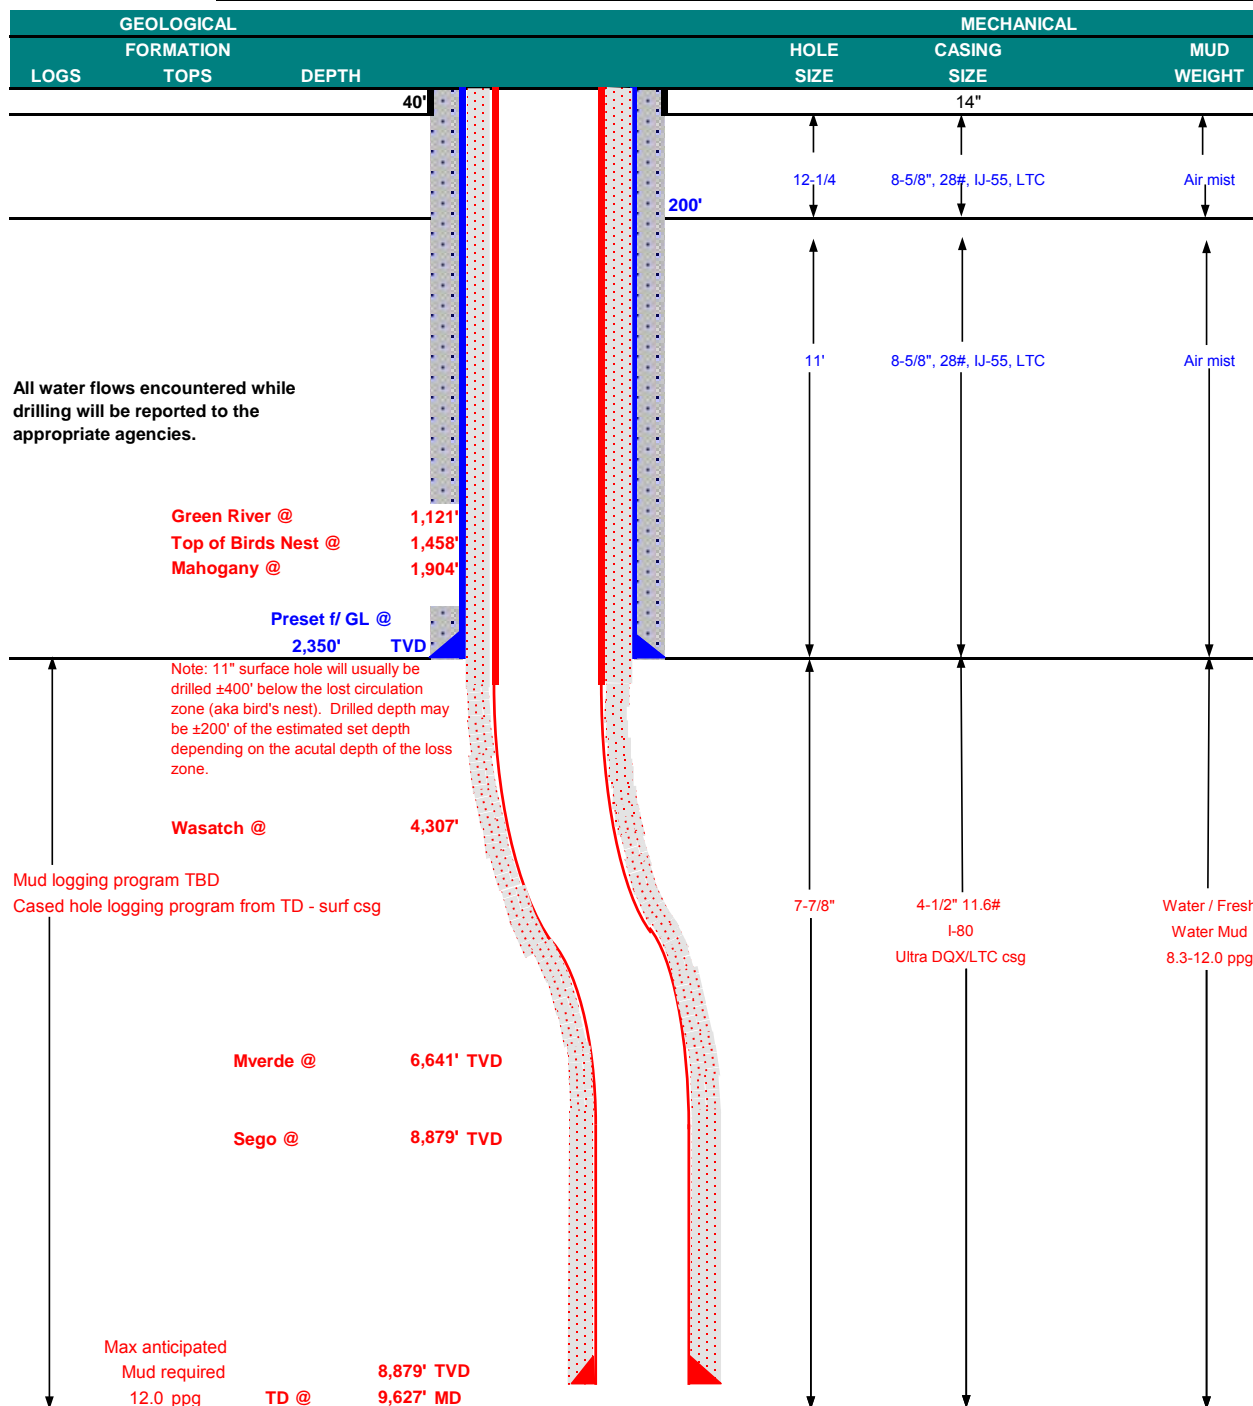 GEOLOGICAL MECHANICAL
FORMATION HOLE CASING MUD
LOGS TOPS DEPTH SIZE SIZE WEIGHT
40' 14"
12-1/4 8-5/8", 28#, IJ-55, LTC Air mist
200'
11' 8-5/8", 28#, IJ-55, LTC Air mist
All water flows encountered while
drilling will be reported to the
appropriate agencies.
Green River @ 1,121'
Top of Birds Nest @ 1,458'
Mahogany @ 1,904'
Preset f/ GL @
2,350' TVD
Note: 11" surface hole will usually be
drilled ±400' below the lost circulation
zone (aka bird's nest). Drilled depth may
be ±200' of the estimated set depth
depending on the acutal depth of the loss
zone.
Wasatch @ 4,307'
Mud logging program TBD
Cased hole logging program from TD - surf csg
7-7/8" 4-1/2" 11.6# Water / Fresh
I-80 Water Mud
Ultra DQX/LTC csg 8.3-12.0 ppg
Mverde @ 6,641' TVD
Sego @ 8,879' TVD
Max anticipated
Mud required 8,879' TVD
12.0 ppg TD @ 9,627' MD